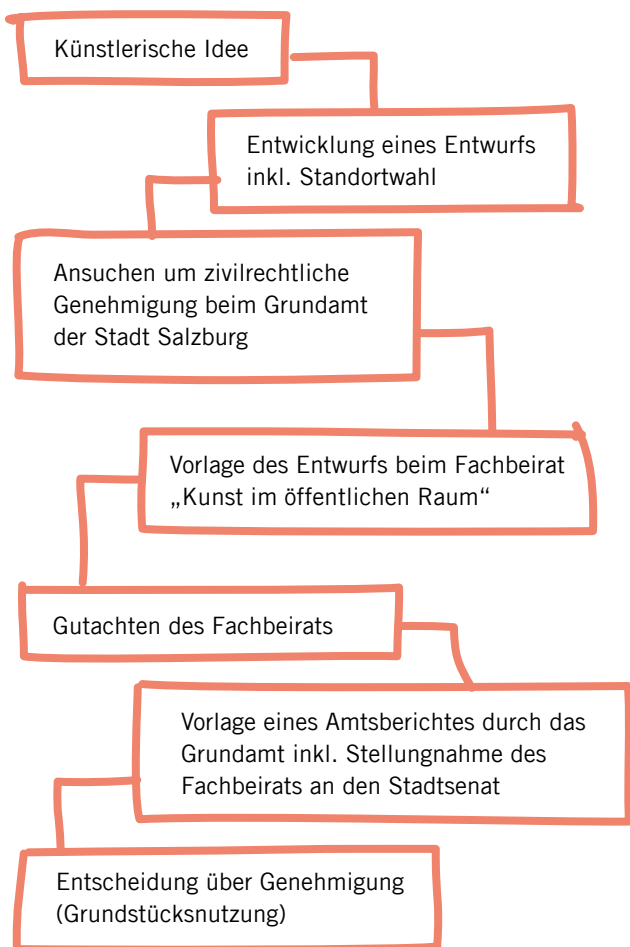 Künstlerische Idee
Entwicklung eines Entwurfs
inkl. Standortwahl
Ansuchen um zivilrechtliche
Genehmigung beim Grundamt
der Stadt Salzburg
Vorlage des Entwurfs beim Fachbeirat
„Kunst im öffentlichen Raum“
Gutachten des Fachbeirats
Vorlage eines Amtsberichtes durch das
Grundamt inkl. Stellungnahme des
Fachbeirats an den Stadtsenat
Entscheidung über Genehmigung
(Grundstücksnutzung)